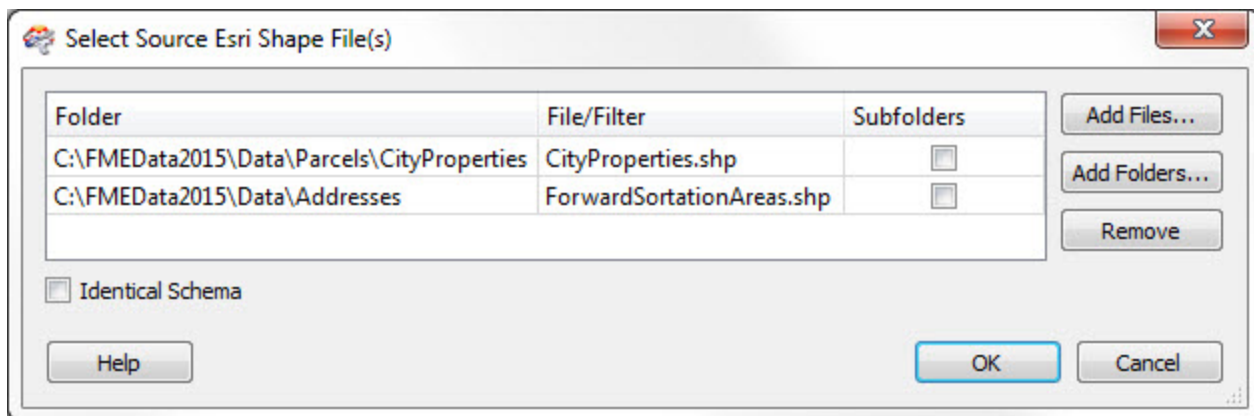 Select Source Esri Shape File(s)
Folder File/Filter Subfolders
C:\FMEData2015\Data\Parcels\CityProperties CityProperties.shp
C:\FMEData2015\Data\Addresses ForwardSortationAreas.shp
Add Files...
Add Folders...
Remove
Identical Schema
Help OK Cancel